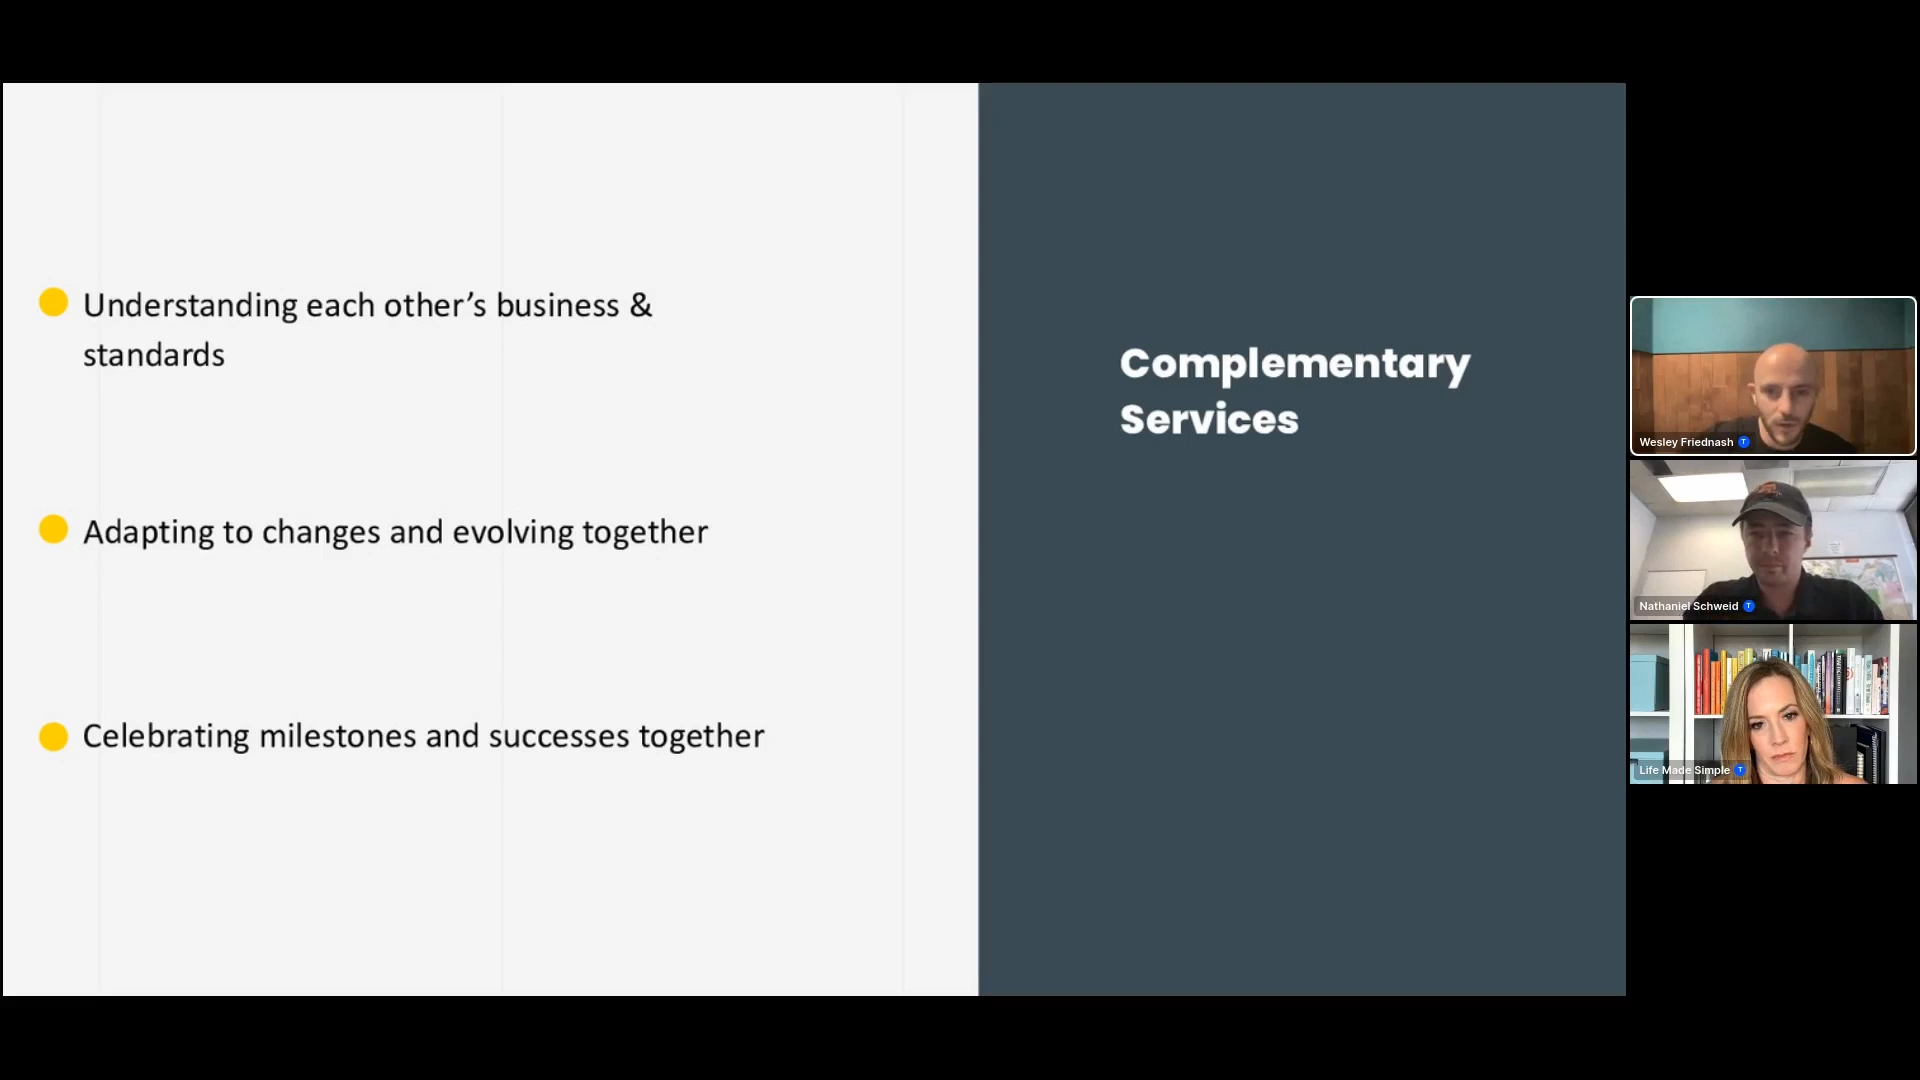 Understanding each other’s business &
standards
Adapting to changes and evolving together
Celebrating milestones and successes together
Complementary
Services
Wesley Friednash T
Nathaniel Schweid T
Life Made Simple T